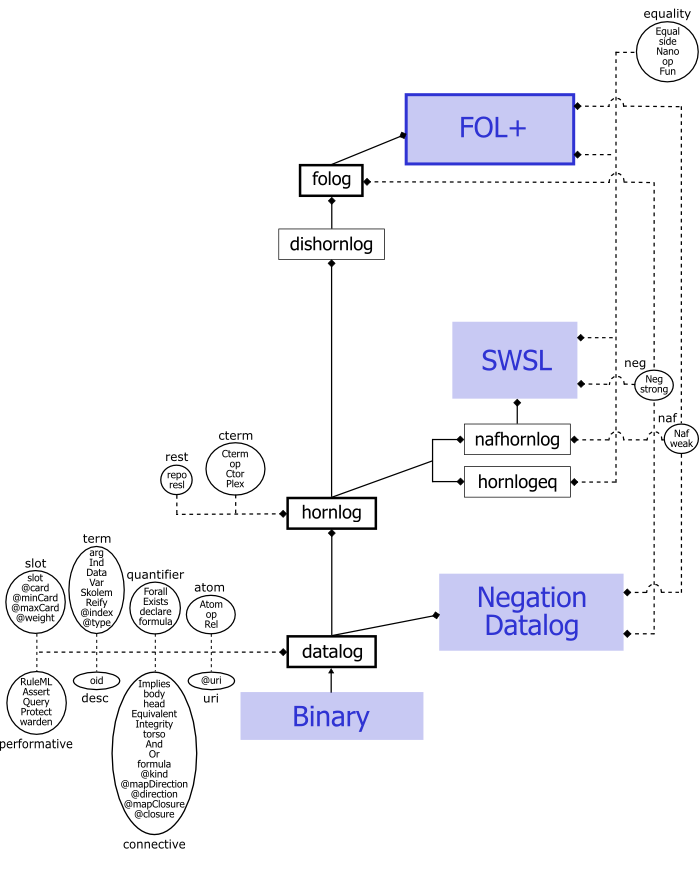 equality
Equal
side
Nano
op
Fun
FOL+
folog
dishornlog
SWSL
neg
Neg
strong
naf
Naf
weak
nafhornlog
hornlogeq
cterm
Cterm
op
Ctor
Plex
rest
repo
resl
hornlog
term
arg
Ind
Data
Var
Skolem
Reify
@index
@type
slot
slot
@card
@minCard
@maxCard
@weight
quantifier
Forall
Exists
declare
formula
atom
Atom
op
Rel
Negation
Datalog
datalog
RuleML
Assert
Query
Protect
warden
performative
oid
desc
Implies
body
head
Equivalent
Integrity
torso
And
Or
formula
@kind
@mapDirection
@direction
@mapClosure
@closure
connective
@uri
uri
Binary